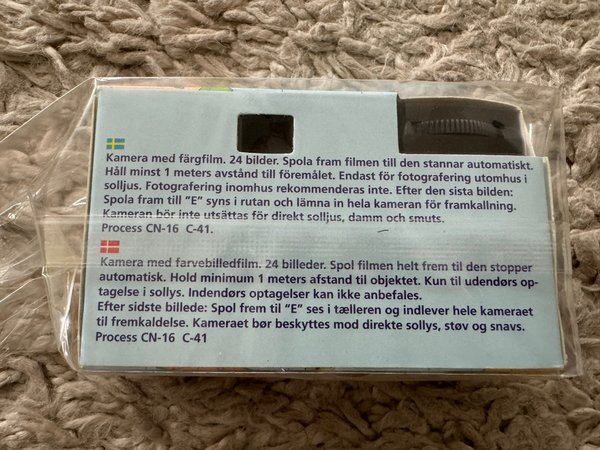 Kamera med färgfilm. 24 bilder. Spola fram filmen till den stannar automatiskt.
Håll minst 1 meters avstånd till föremålet. Endast för fotografering utomhus i
solljus. Fotografering inomhus rekommenderas inte. Efter den sista bilden:
Spola fram till ”E” syns i rutan och lämna in hela kameran för framkallning.
Kameran bör inte utsättas för direkt solljus, damm och smuts.
Process CN-16 C-41.
Kamera med farvebilledfilm. 24 billeder. Spol filmen helt frem til den stopper
automatisk. Hold minimum 1 meters afstand til objektet. Kun til udendørs op-
tagelse i sollys. Indendørs optagelser kan ikke anbefales.
Efter sidste billede: Spol frem til ”E” ses i tælleren og indlever hele kameraet
til fremkaldelse. Kameraet bør beskyttes mod direkte sollys, støv og snavs.
Process CN-16 C-41